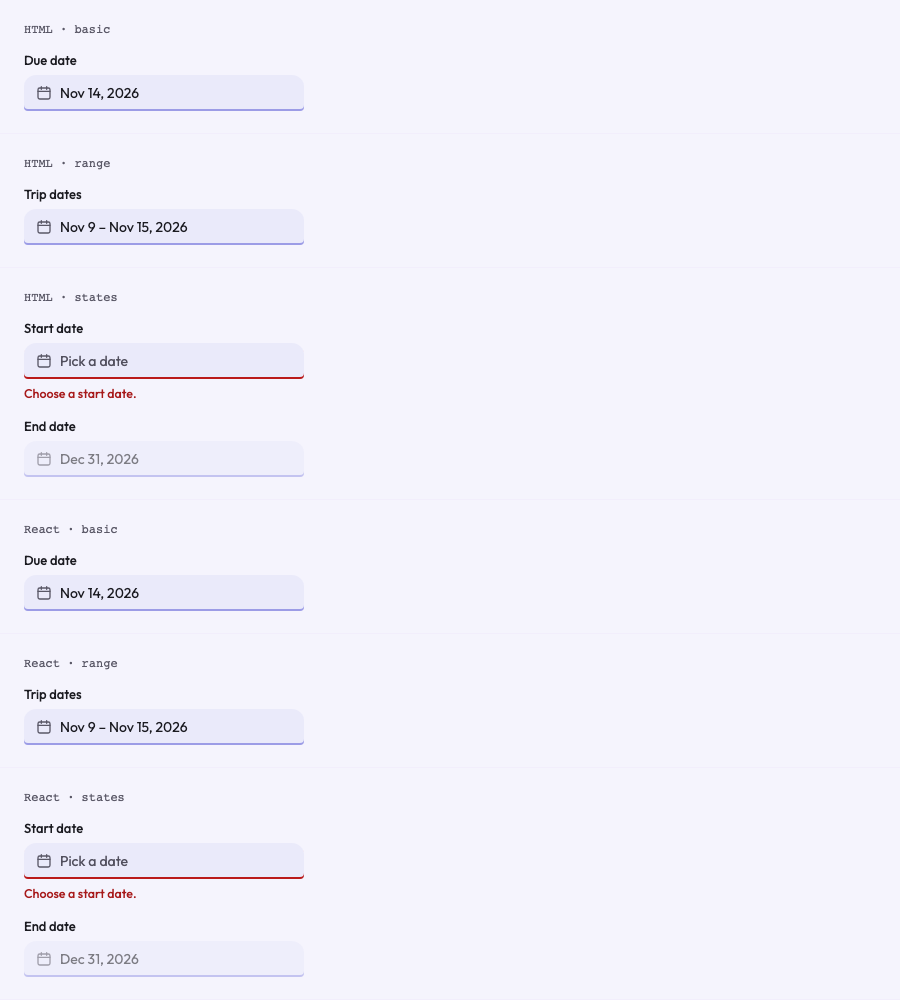 HTML · basic
Due date
Nov 14, 2026
HTML · range
Trip dates
Nov 9 – Nov 15, 2026
HTML · states
Start date
Pick a date
Choose a start date.
End date
Dec 31, 2026
React · basic
Due date
Nov 14, 2026
React · range
Trip dates
Nov 9 – Nov 15, 2026
React · states
Start date
Pick a date
Choose a start date.
End date
Dec 31, 2026